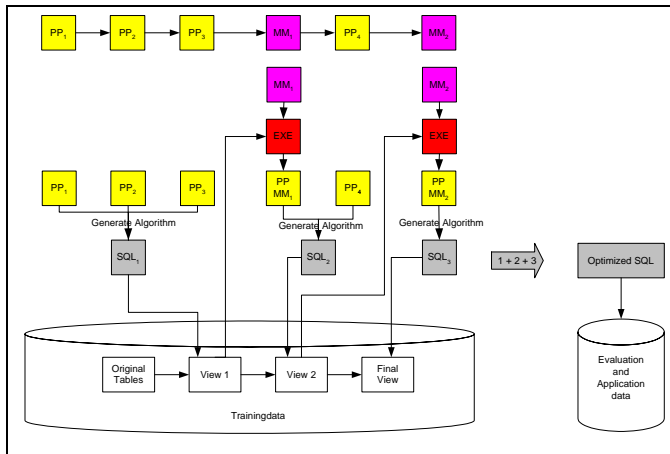 PP₁ PP₂ PP₃ MM₁ PP₄ MM₂
MM₁ MM₂
EXE EXE
PP₁ PP₂ PP₃ PP PP₄ PP
MM₁ MM₂
Generate Algorithm Generate Algorithm Generate Algorithm
SQL₁ SQL₂ SQL₃ 1 + 2 + 3 Optimized SQL
Original
Tables
View 1
View 2
Final
View
Trainingdata
Evaluation
and
Application
data